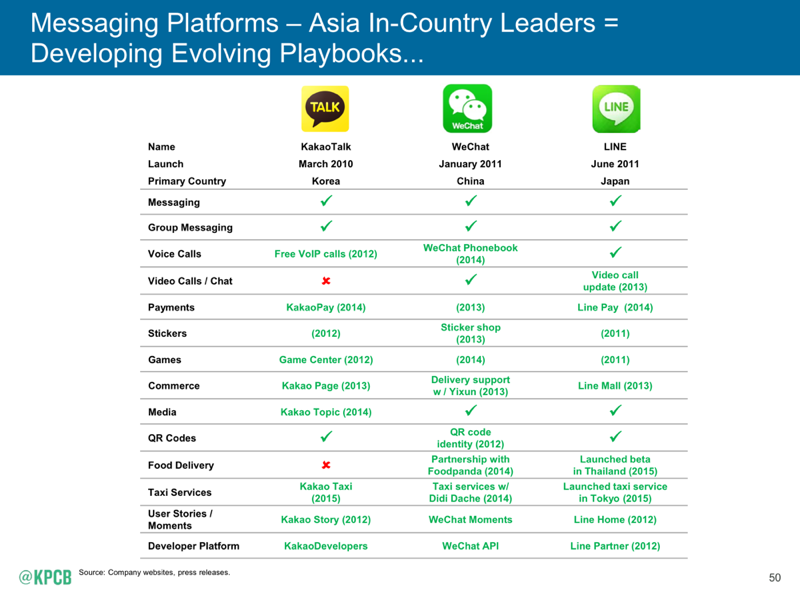 Messaging Platforms – Asia In-Country Leaders =
Developing Evolving Playbooks...
TALK WeChat LINE
Name KakaoTalk WeChat LINE
Launch March 2010 January 2011 June 2011
Primary Country Korea China Japan
Messaging ✓ ✓ ✓
Group Messaging ✓ ✓ ✓
Voice Calls Free VoIP calls (2012) WeChat Phonebook
(2014) ✓
Video Calls / Chat ✘ ✓ Video call
update (2013)
Payments KakaoPay (2014) (2013) Line Pay (2014)
Stickers (2012) Sticker shop
(2013) (2011)
Games Game Center (2012) (2014) (2011)
Commerce Kakao Page (2013) Delivery support
w / Yixun (2013) Line Mall (2013)
Media Kakao Topic (2014) ✓ ✓
QR Codes ✓ QR code
identity (2012) ✓
Food Delivery ✘ Partnership with
Foodpanda (2014) Launched beta
in Thailand (2015)
Taxi Services Kakao Taxi
(2015) Taxi services w/
Didi Dache (2014) Launched taxi service
in Tokyo (2015)
User Stories /
Moments Kakao Story (2012) WeChat Moments Line Home (2012)
Developer Platform KakaoDevelopers WeChat API Line Partner (2012)
@KPCB Source: Company websites, press releases. 50